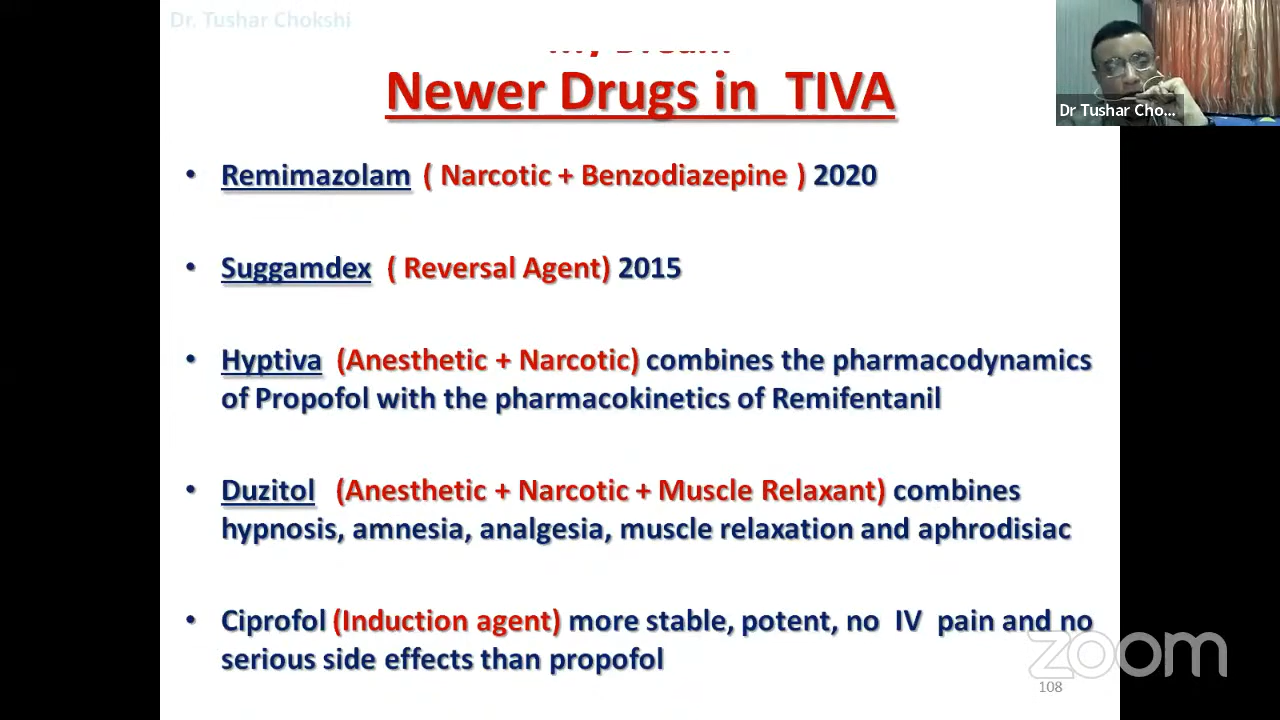 Dr. Tushar Chokshi
Newer Drugs in TIVA
Dr Tushar Cho...
• Remimazolam ( Narcotic + Benzodiazepine ) 2020
• Suggamdex ( Reversal Agent) 2015
• Hyptiva (Anesthetic + Narcotic) combines the pharmacodynamics
of Propofol with the pharmacokinetics of Remifentanil
• Duzitol (Anesthetic + Narcotic + Muscle Relaxant) combines
hypnosis, amnesia, analgesia, muscle relaxation and aphrodisiac
• Ciprofol (Induction agent) more stable, potent, no IV pain and no
serious side effects than propofol
zoom
108